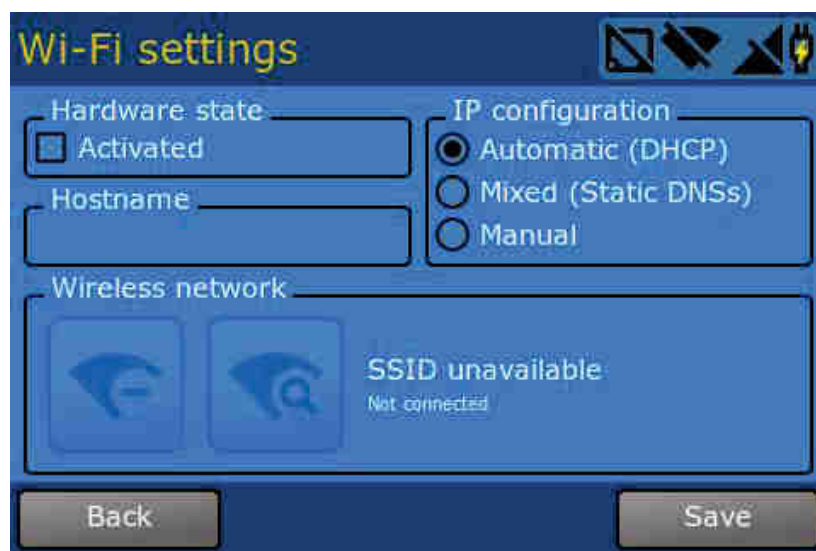 Wi-Fi settings
Hardware state
Activated
Hostname
IP configuration
Automatic (DHCP)
Mixed (Static DNSs)
Manual
Wireless network
SSID unavailable
Not connected
Back
Save